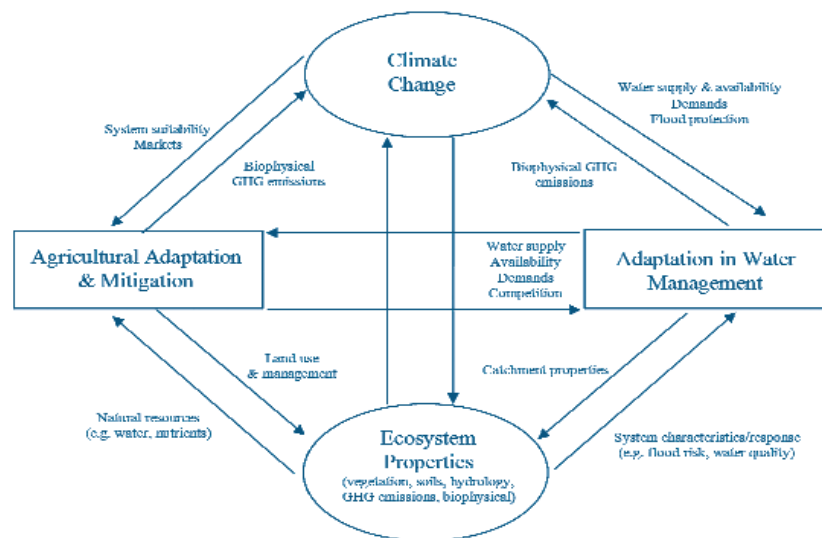 Climate
Change
Water supply & availability
Demands
Flood protection
System suitability
Markets
Biophysical
GHG emissions
Biophysical GHG
emissions
Agricultural Adaptation
& Mitigation
Water supply
Availability
Demands
Competition
Adaptation in Water
Management
Land use
& management
Catchment properties
Natural resources
(e.g. water, nutrients)
Ecosystem
Properties
(vegetation, soils, hydrology,
GHG emissions, biophysical)
System characteristics/response
(e.g. flood risk, water quality)